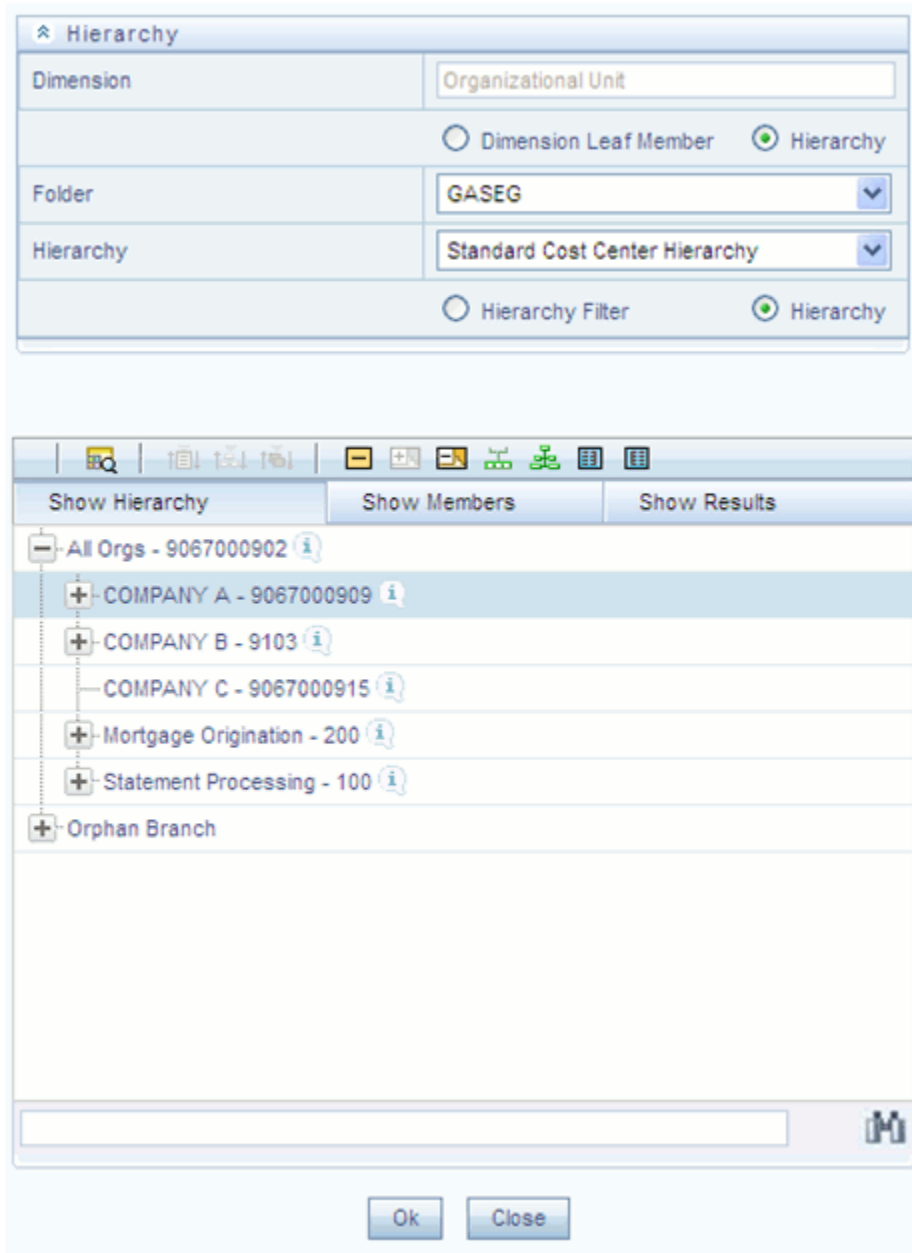 Hierarchy
Dimension Organizational Unit
Dimension Leaf Member Hierarchy
Folder GASEG
Hierarchy Standard Cost Center Hierarchy
Hierarchy Filter Hierarchy
Show Hierarchy Show Members Show Results
All Orgs - 9067000902
COMPANY A - 9067000909
COMPANY B - 9103
COMPANY C - 9067000915
Mortgage Origination - 200
Statement Processing - 100
Orphan Branch
Ok Close